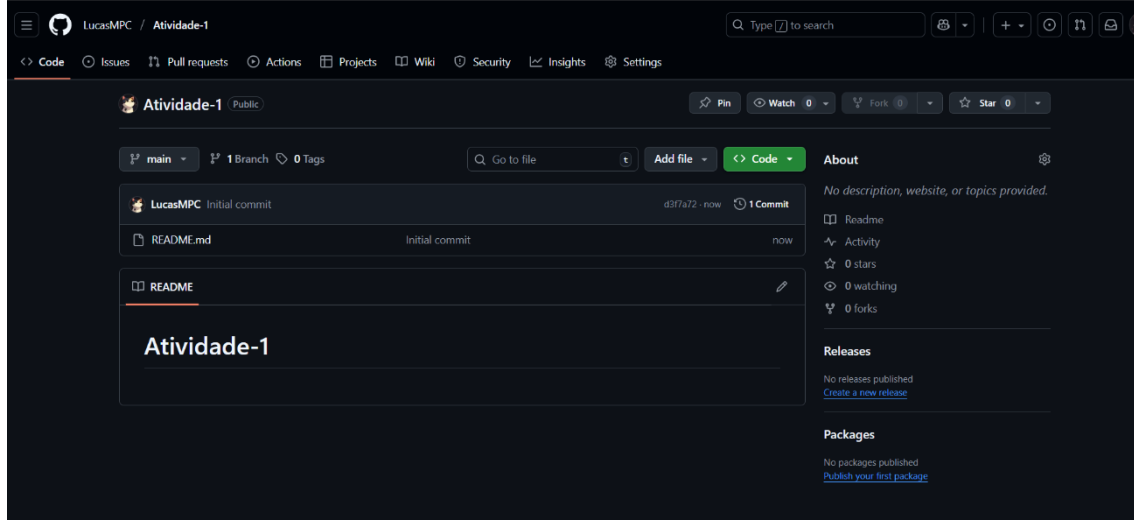 LucasMPC / Atividade-1
Type / to search
Code Issues Pull requests Actions Projects Wiki Security Insights Settings
Atividade-1 Public
Pin Watch 0 Fork 0 Star 0
main 1 Branch 0 Tags
Go to file t Add file Code
LucasMPC Initial commit d3f7a72 · now 1 Commit
README.md Initial commit now
README
Atividade-1
About
No description, website, or topics provided.
Readme
Activity
0 stars
0 watching
0 forks
Releases
No releases published
Create a new release
Packages
No packages published
Publish your first package